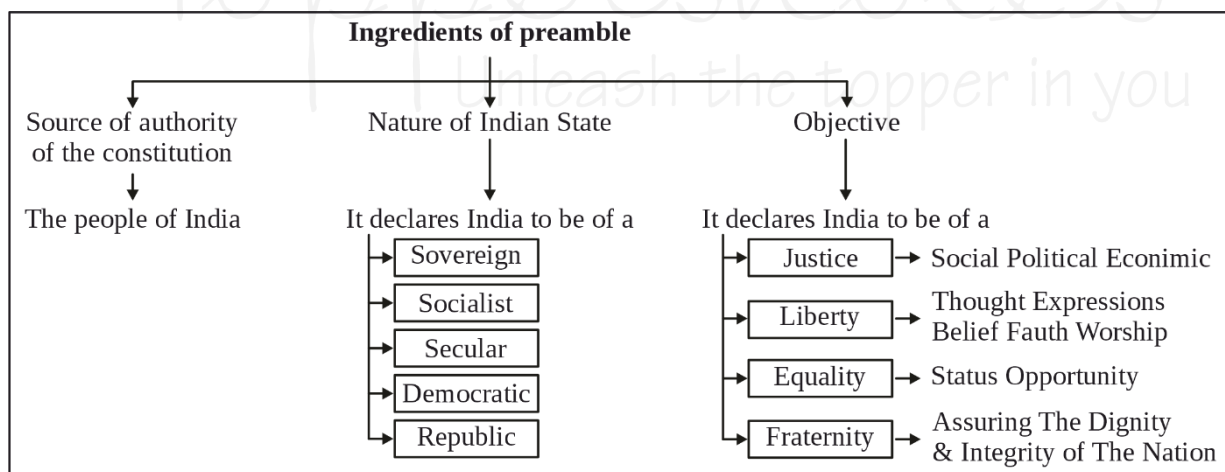 Ingredients of preamble
Unleash the topper in you
Source of authority
of the constitution
Nature of Indian State
Objective
The people of India
It declares India to be of a
It declares India to be of a
Sovereign
Socialist
Secular
Democratic
Republic
Justice
Social Political Econimic
Liberty
Thought Expressions
Belief Fauth Worship
Equality
Status Opportunity
Fraternity
Assuring The Dignity
& Integrity of The Nation